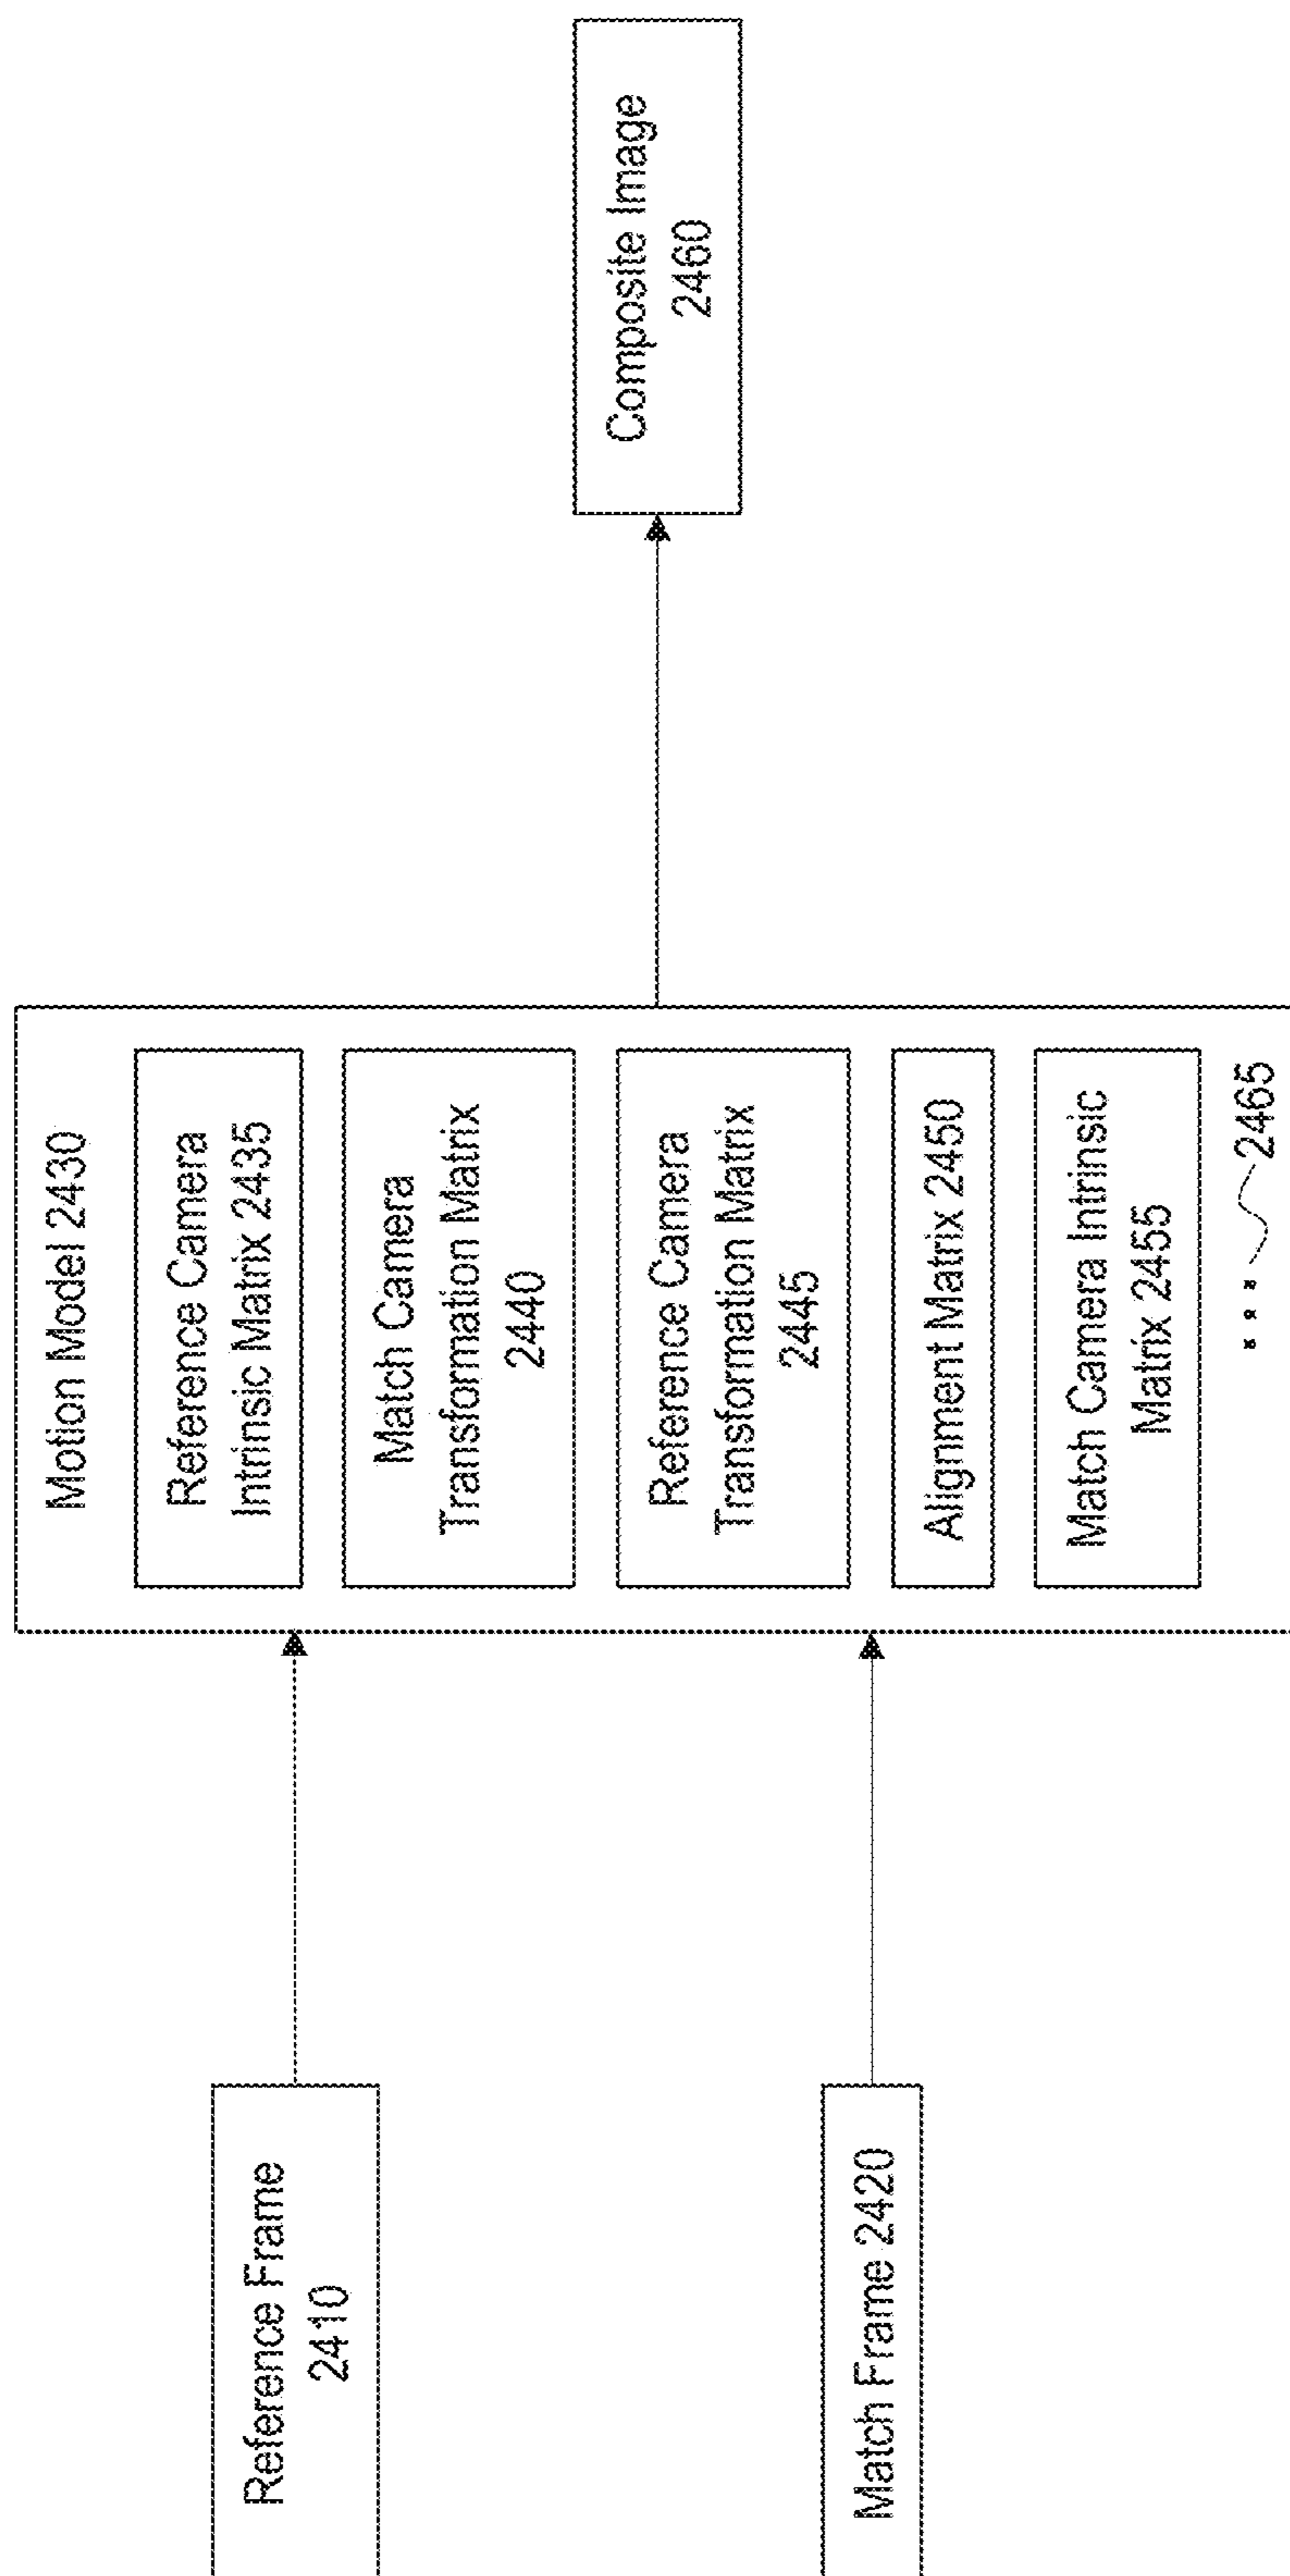 Reference Frame
2410
Match Frame 2420
Motion Model 2430
Reference Camera
Intrinsic Matrix 2435
Match Camera
Transformation Matrix
2440
Reference Camera
Transformation Matrix
2445
Alignment Matrix 2450
Match Camera Intrinsic
Matrix 2455
... 2465
Composite Image
2460